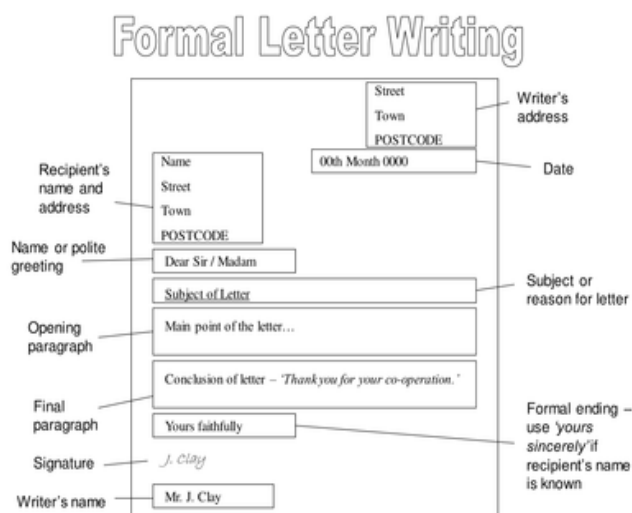 Formal Letter Writing
Street
Town
POSTCODE
Writer's
address
00th Month 0000
Date
Recipient's
name and
address
Name
Street
Town
POSTCODE
Name or polite
greeting
Dear Sir / Madam
Subject of Letter
Subject or
reason for letter
Opening
paragraph
Main point of the letter…
Final
paragraph
Conclusion of letter – 'Thank you for your co-operation.'
Yours faithfully
Formal ending –
use 'yours
sincerely' if
recipient's name
is known
Signature
J. Clay
Writer's name
Mr. J. Clay